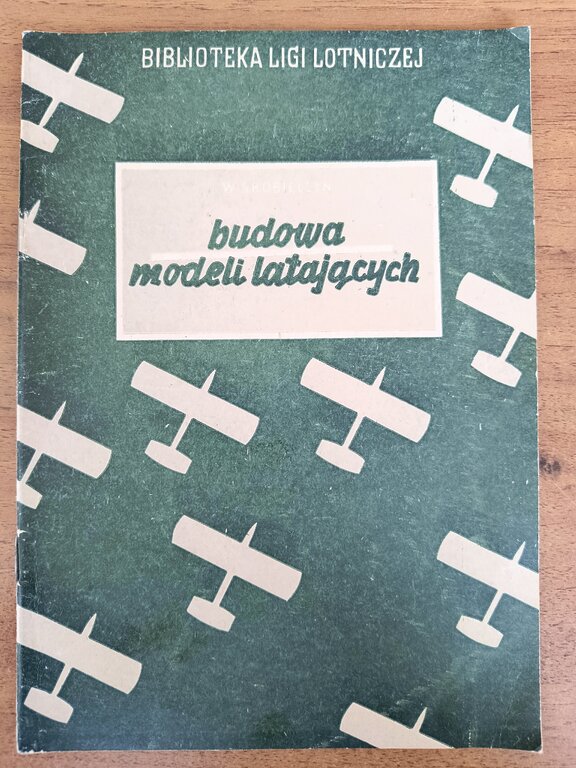 BIBLIOTEKA LIGI LOTNICZEJ
budowa
modeli latających